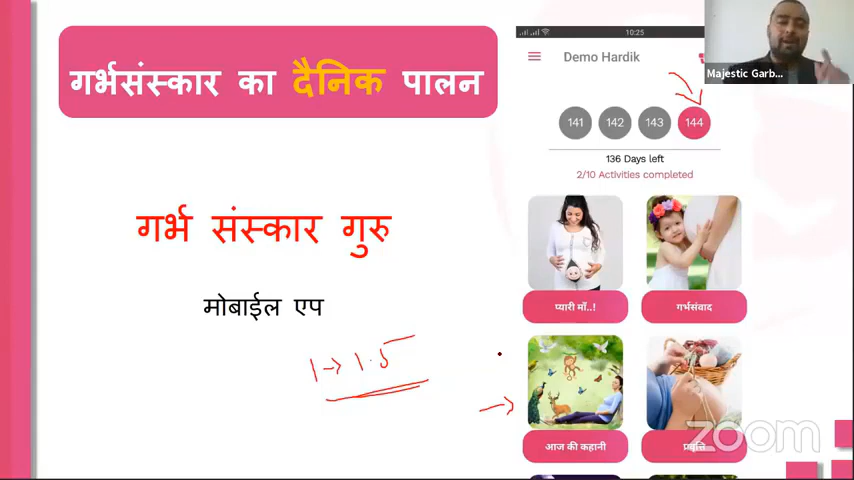 गर्भसंस्कार का दैनिक पालन
गर्भ संस्कार गुरु
मोबाईल एप
1→1.5
10:25
Demo Hardik
141 142 143 144
136 Days left
2/10 Activities completed
प्यारी माँ..!
गर्भसंवाद
आज की कहानी
प्रवृत्ति
Majestic Garb...
zoom